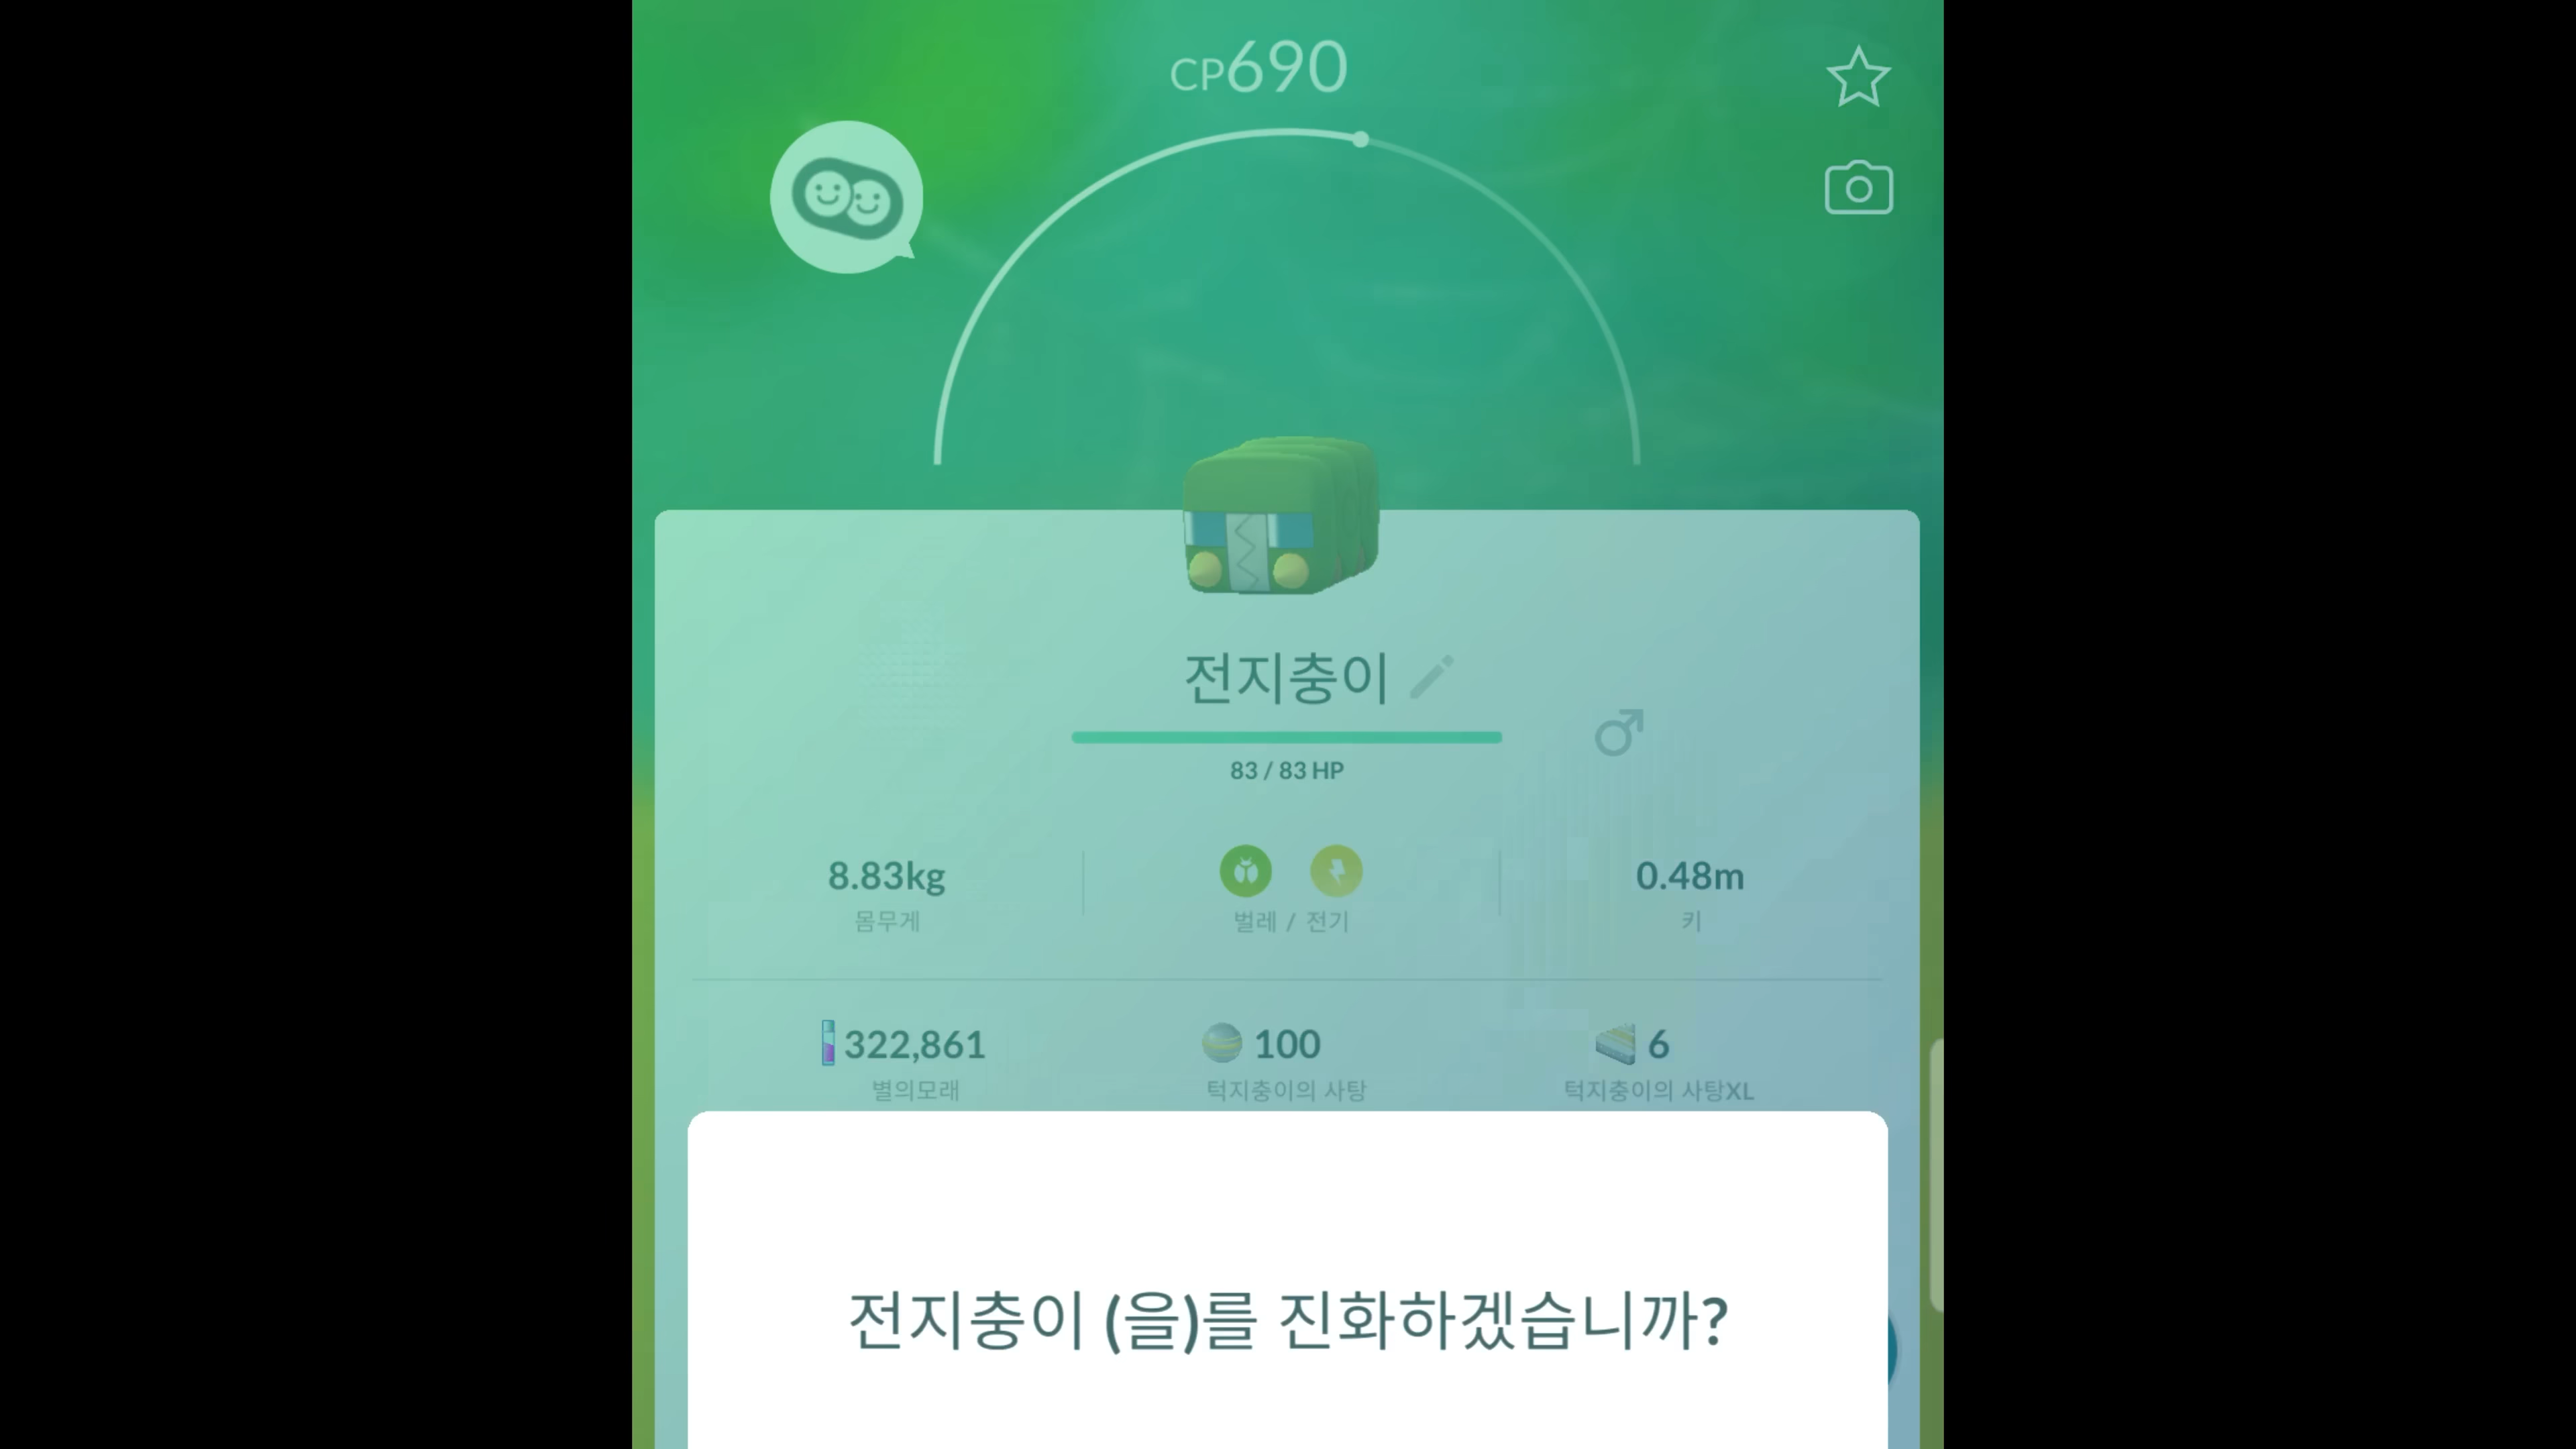 CP690
전지충이
83 / 83 HP
8.83kg
몸무게
벌레 / 전기
0.48m
키
322,861
별의모래
100
턱지충이의 사탕
6
턱지충이의 사탕XL
전지충이 (을)를 진화하겠습니까?